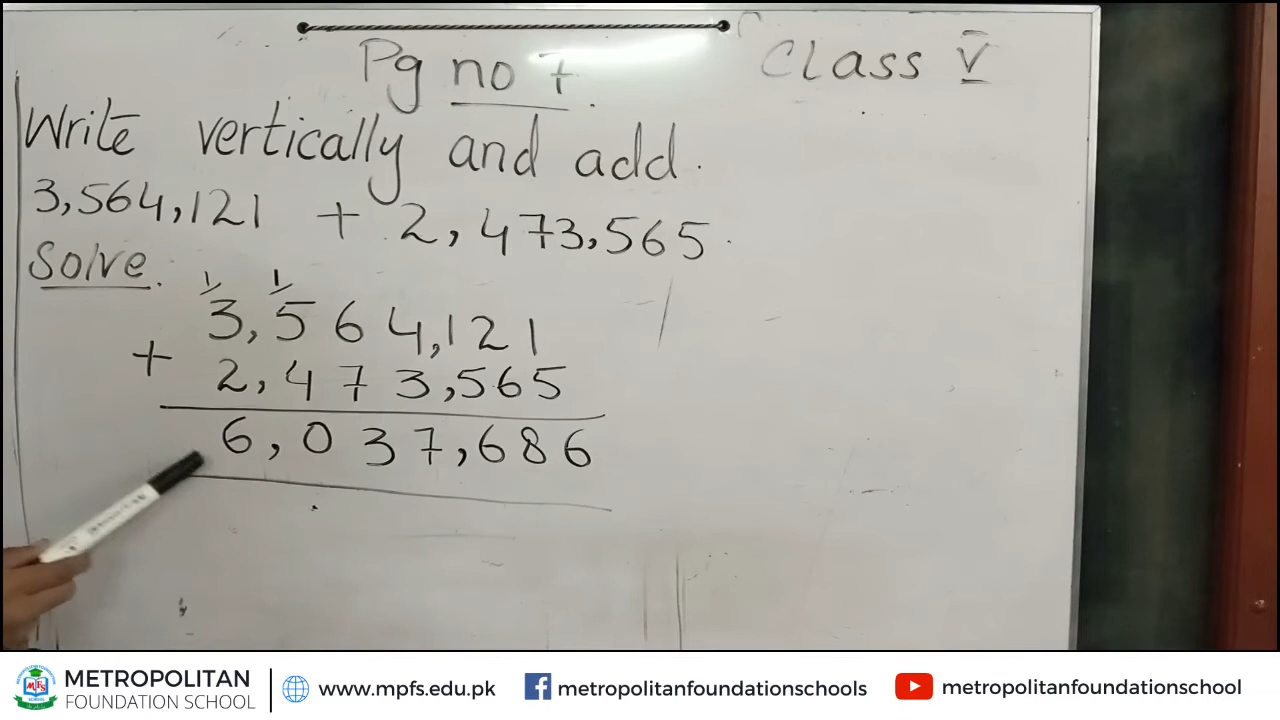 Pg no 7.
Class V
Write vertically and add.
3,564,121 + 2,473,565.
Solve.
1 1
3,564,121
+ 2,473,565
6,037,686
METROPOLITAN
FOUNDATION SCHOOL
www.mpfs.edu.pk
metropolitanfoundationschools
metropolitanfoundationschool